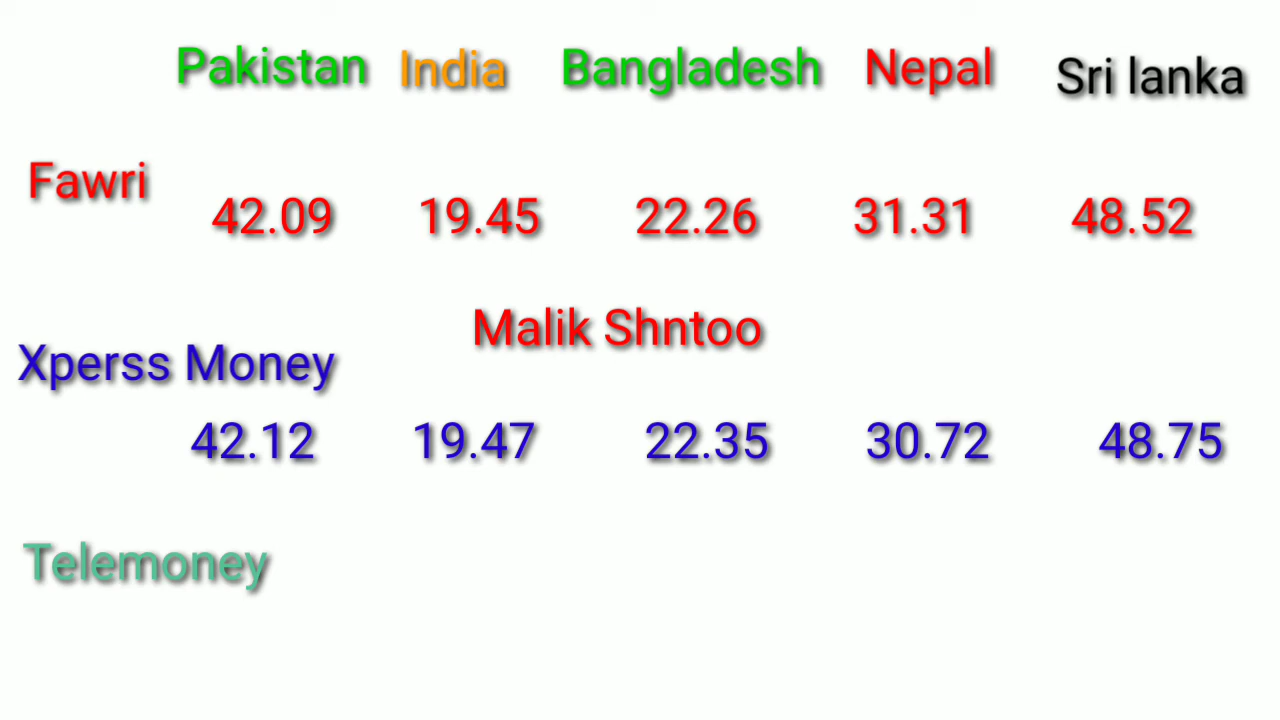 Pakistan India Bangladesh Nepal Sri lanka
Fawri
42.09 19.45 22.26 31.31 48.52
Malik Shntoo
Xperss Money
42.12 19.47 22.35 30.72 48.75
Telemoney